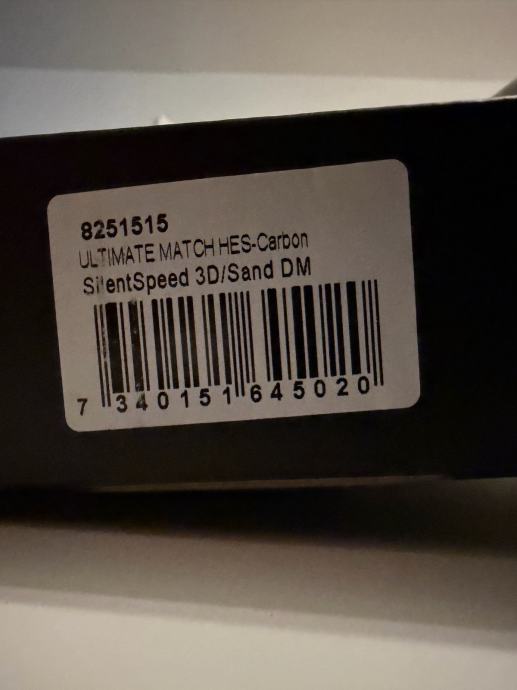 8251515
ULTIMATE MATCH HES-Carbon
SilentSpeed 3D/Sand DM
7 340151 645020